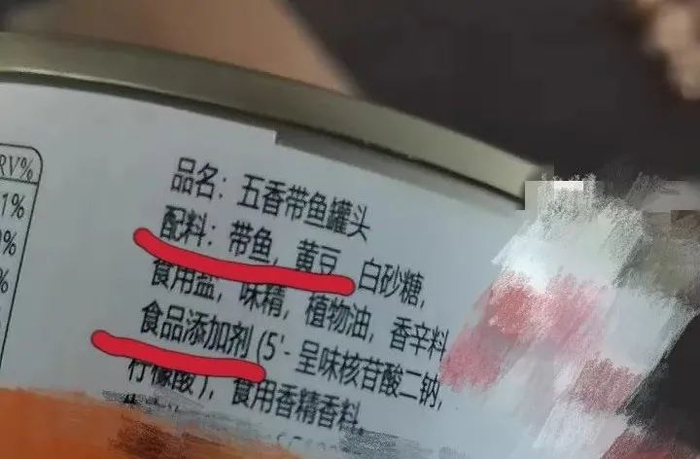 RV%
1%
%
%
品名：五香带鱼罐头
配料：带鱼，黄豆，白砂糖，
食用盐，味精，植物油，香辛料
食品添加剂(5'-呈味核苷酸二钠，
柠檬酸)，食用香精香料。